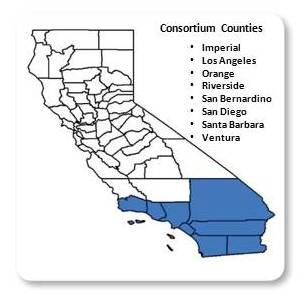 Consortium Counties
• Imperial
• Los Angeles
• Orange
• Riverside
• San Bernardino
• San Diego
• Santa Barbara
• Ventura